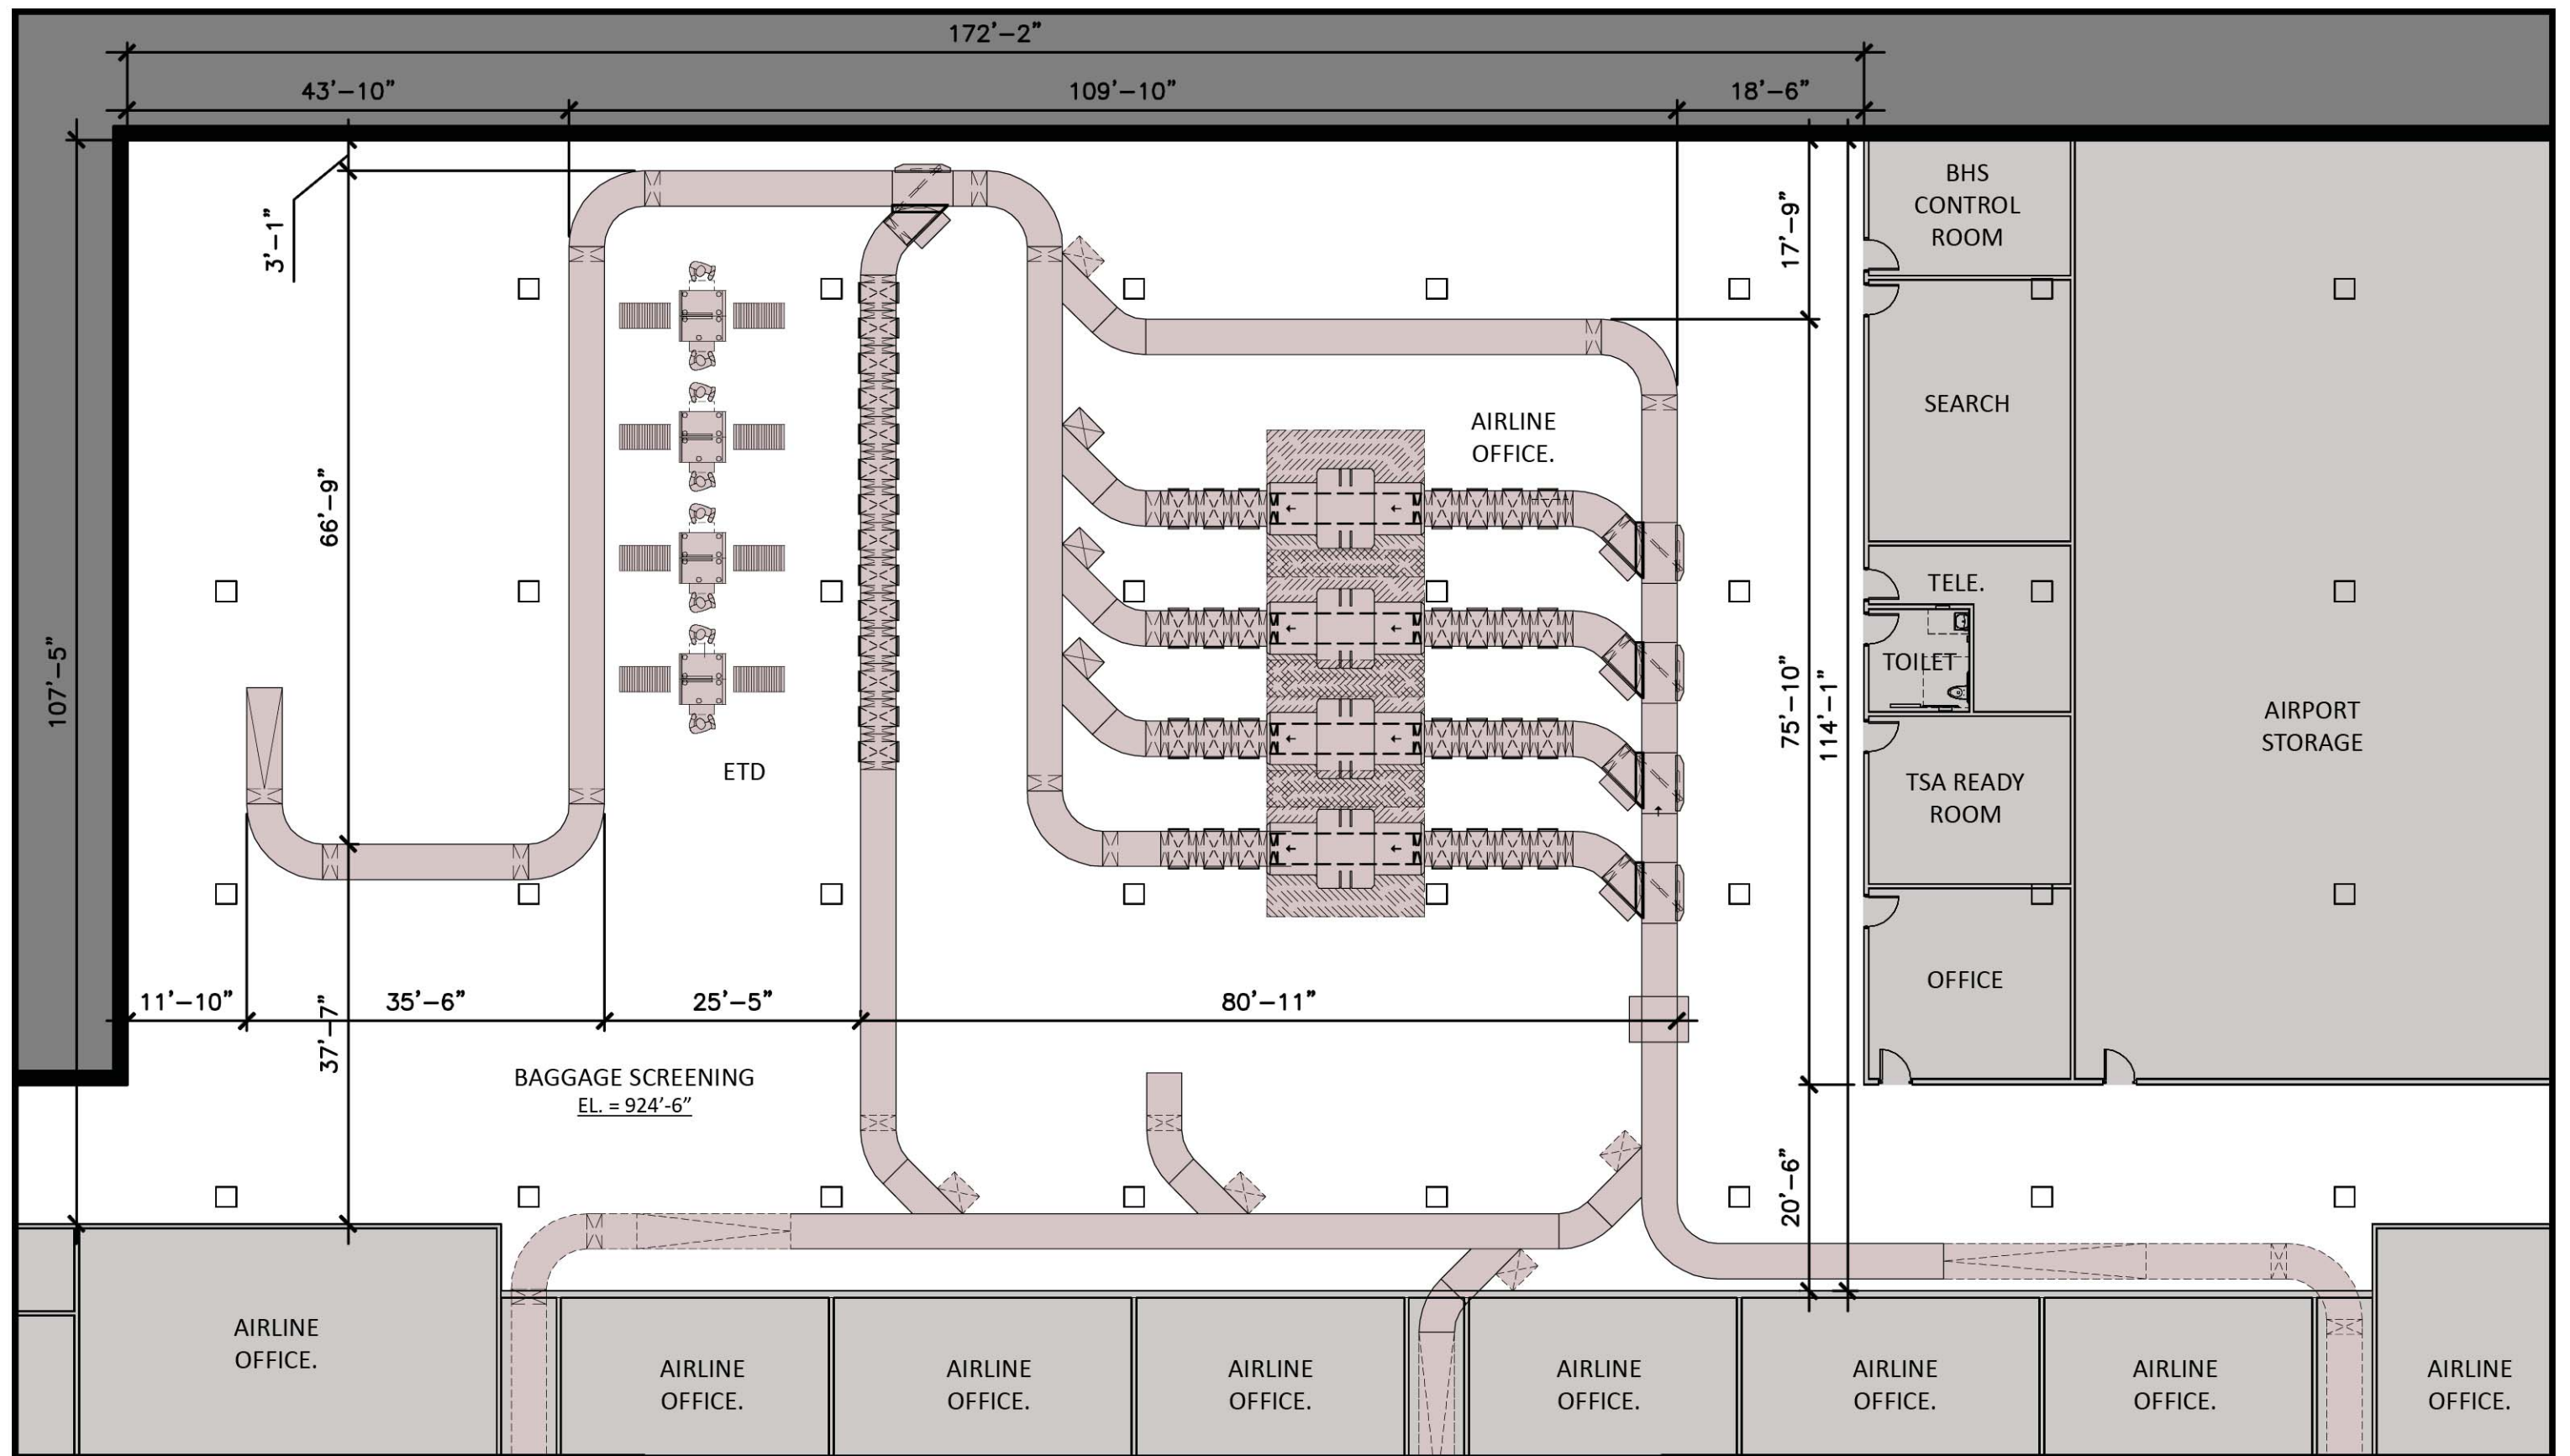 172'-2"
43'-10"
109'-10"
18'-6"
3'-1"
17'-9"
BHS
CONTROL
ROOM
SEARCH
AIRLINE
OFFICE.
66'-9"
107'-5"
TELE.
TOILET
75'-10"
114'-1"
AIRPORT
STORAGE
ETD
TSA READY
ROOM
OFFICE
11'-10"
35'-6"
25'-5"
80'-11"
37'-7"
BAGGAGE SCREENING
EL. = 924'-6"
20'-6"
AIRLINE
OFFICE.
AIRLINE
OFFICE.
AIRLINE
OFFICE.
AIRLINE
OFFICE.
AIRLINE
OFFICE.
AIRLINE
OFFICE.
AIRLINE
OFFICE.
AIRLINE
OFFICE.